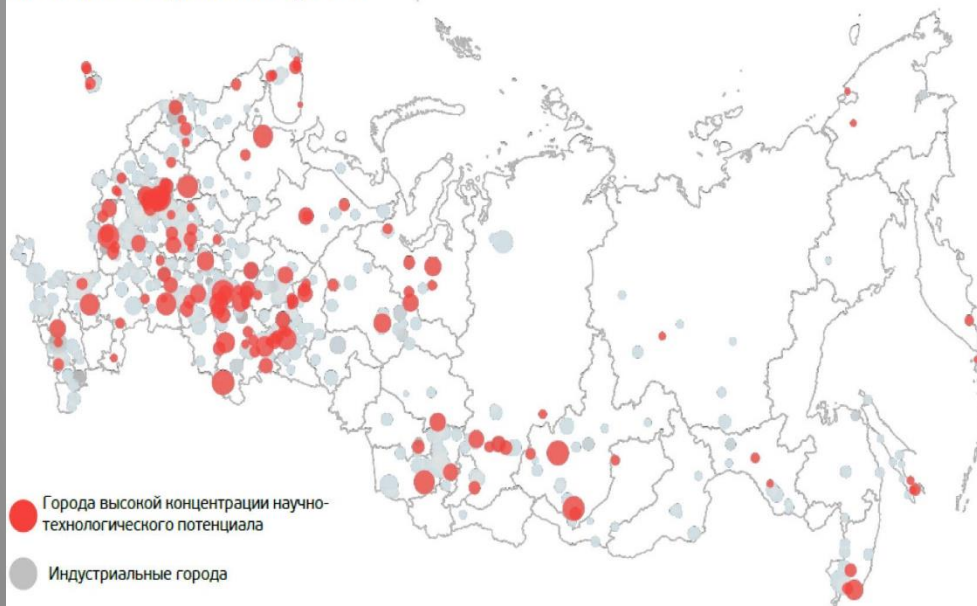 Города высокой концентрации научно-
технологического потенциала
Индустриальные города